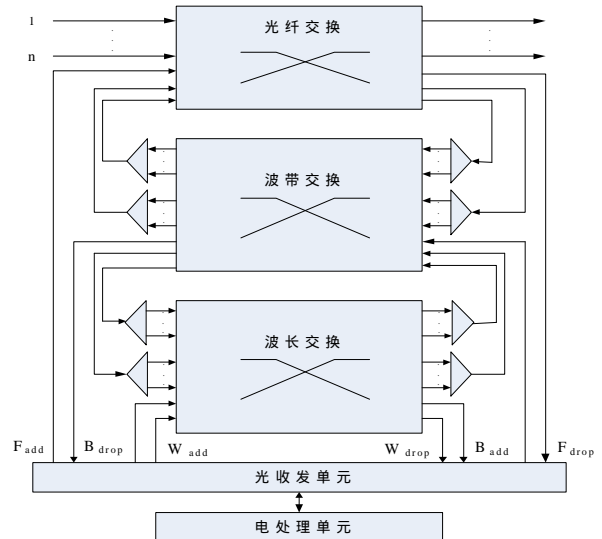 1
光纤交换
n
波带交换
波长交换
F add
B drop
W add
W drop
B add
F drop
光收发单元
电处理单元